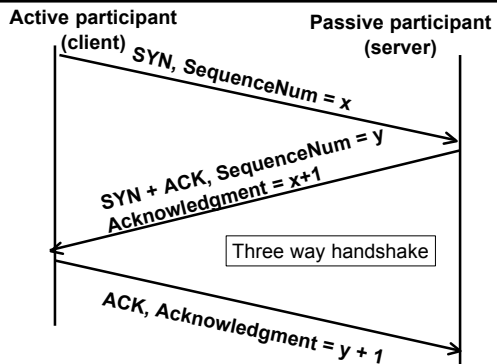 Active participant
(client)
Passive participant
(server)
SYN, SequenceNum = x
SYN + ACK, SequenceNum = y
Acknowledgment = x+1
Three way handshake
ACK, Acknowledgment = y + 1